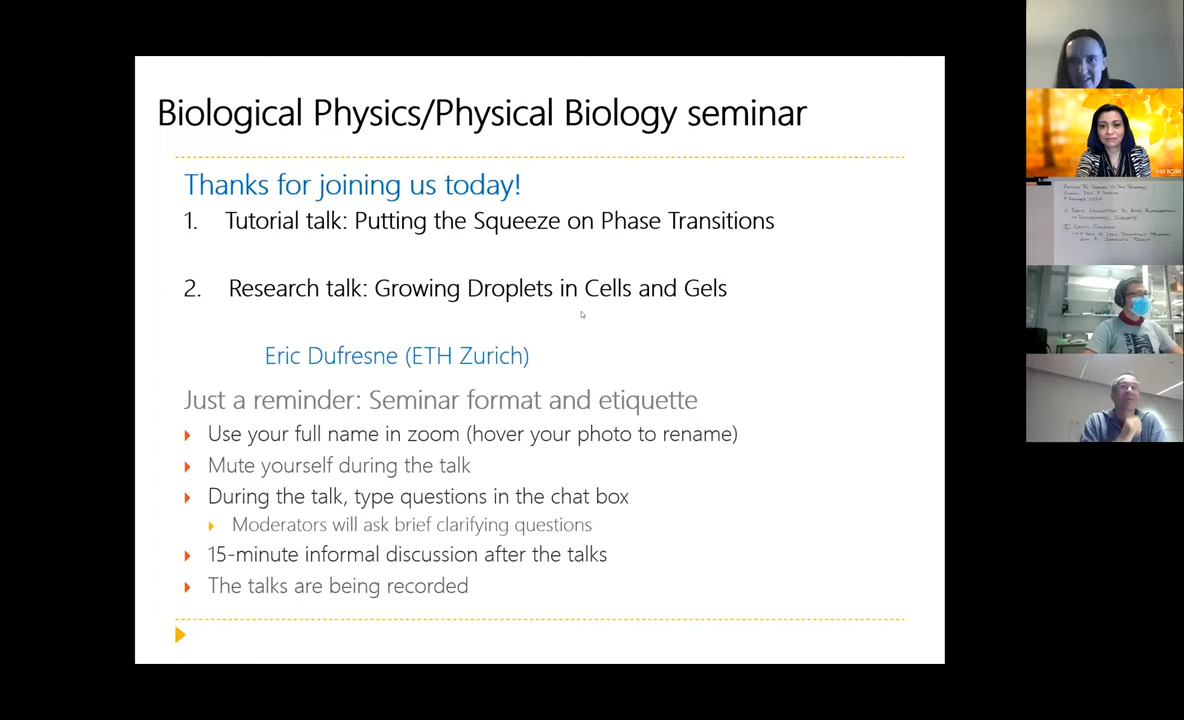 Biological Physics/Physical Biology seminar
Thanks for joining us today!
1. Tutorial talk: Putting the Squeeze on Phase Transitions
2. Research talk: Growing Droplets in Cells and Gels
Eric Dufresne (ETH Zurich)
Just a reminder: Seminar format and etiquette
Use your full name in zoom (hover your photo to rename)
Mute yourself during the talk
During the talk, type questions in the chat box
Moderators will ask brief clarifying questions
15-minute informal discussion after the talks
The talks are being recorded